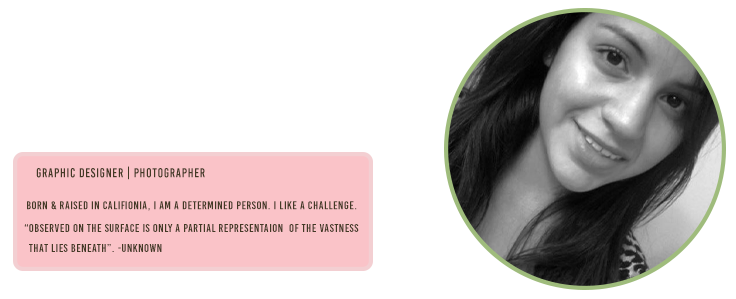 GRAPHIC DESIGNER | PHOTOGRAPHER
BORN & RAISED IN CALIFIONIA, I AM A DETERMINED PERSON. I LIKE A CHALLENGE.
"OBSERVED ON THE SURFACE IS ONLY A PARTIAL REPRESENTAION OF THE VASTNESS
THAT LIES BENEATH". -UNKNOWN